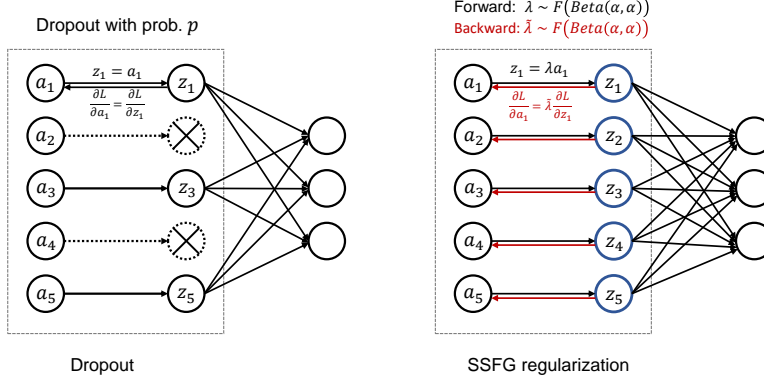 Dropout with prob. p
a₁
z₁ = a₁
∂L/∂a₁ = ∂L/∂z₁
z₁
a₂
a₃
z₃
a₄
a₅
z₅
Dropout
Forward: λ ~ F(Beta(α, α))
Backward: λ̃ ~ F(Beta(α, α))
a₁
z₁ = λa₁
∂L/∂a₁ = λ̃ ∂L/∂z₁
z₁
a₂
z₂
a₃
z₃
a₄
z₄
a₅
z₅
SSFG regularization